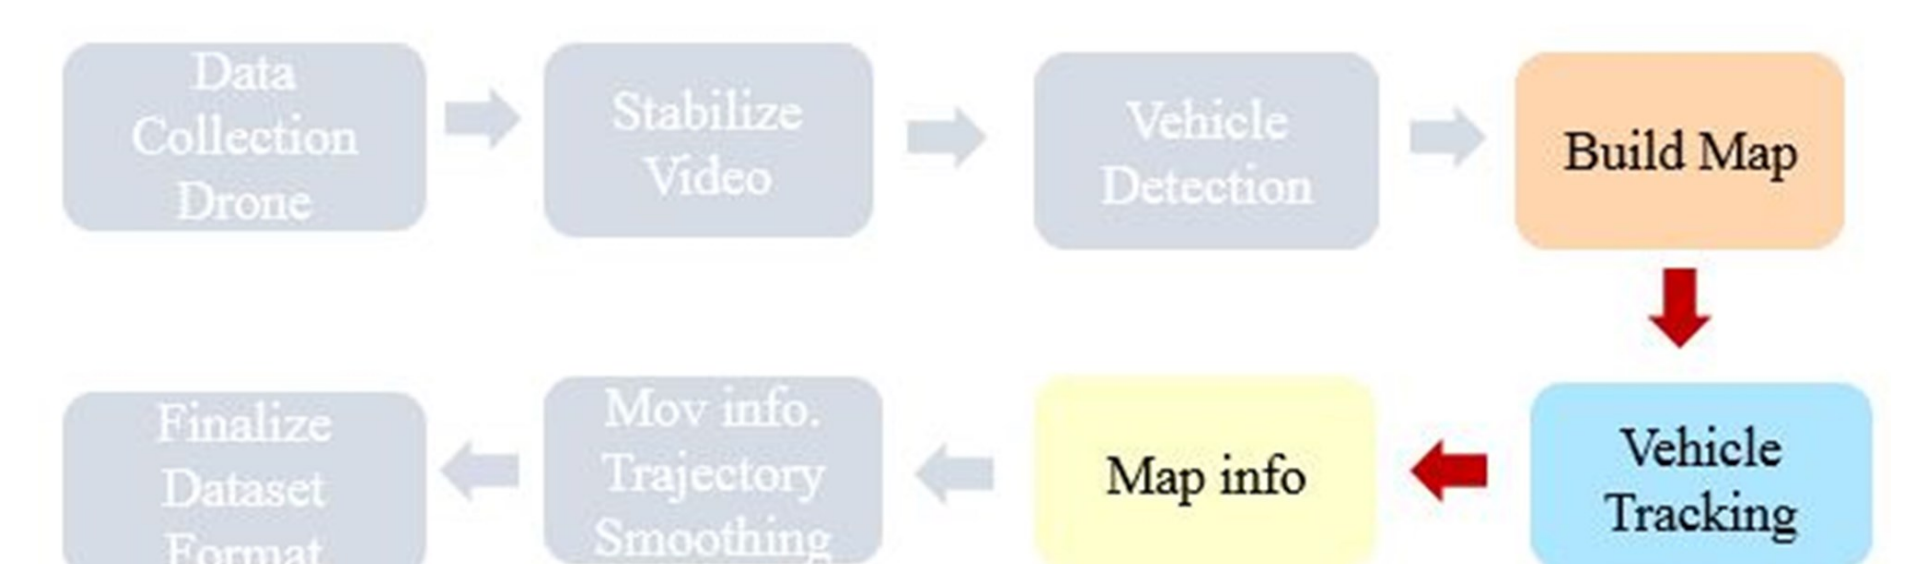 Data
Collection
Drone
Stabilize
Video
Vehicle
Detection
Build Map
Finalize
Dataset
Format
Mov info.
Trajectory
Smoothing
Map info
Vehicle
Tracking